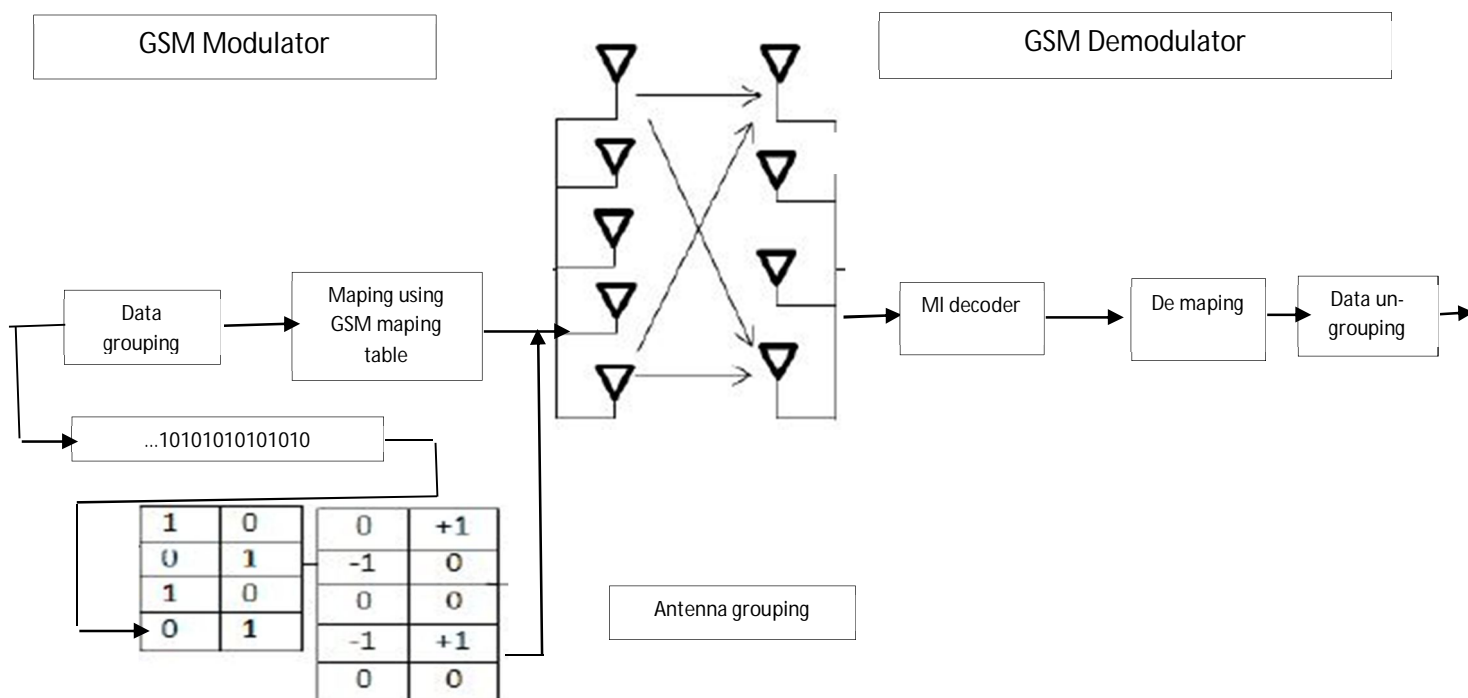 GSM Modulator
GSM Demodulator
Data
grouping
Maping using
GSM maping
table
MI decoder
De maping
Data un-
grouping
...10101010101010
1 0
0 1
1 0
0 1
0 +1
-1 0
0 0
-1 +1
0 0
Antenna grouping